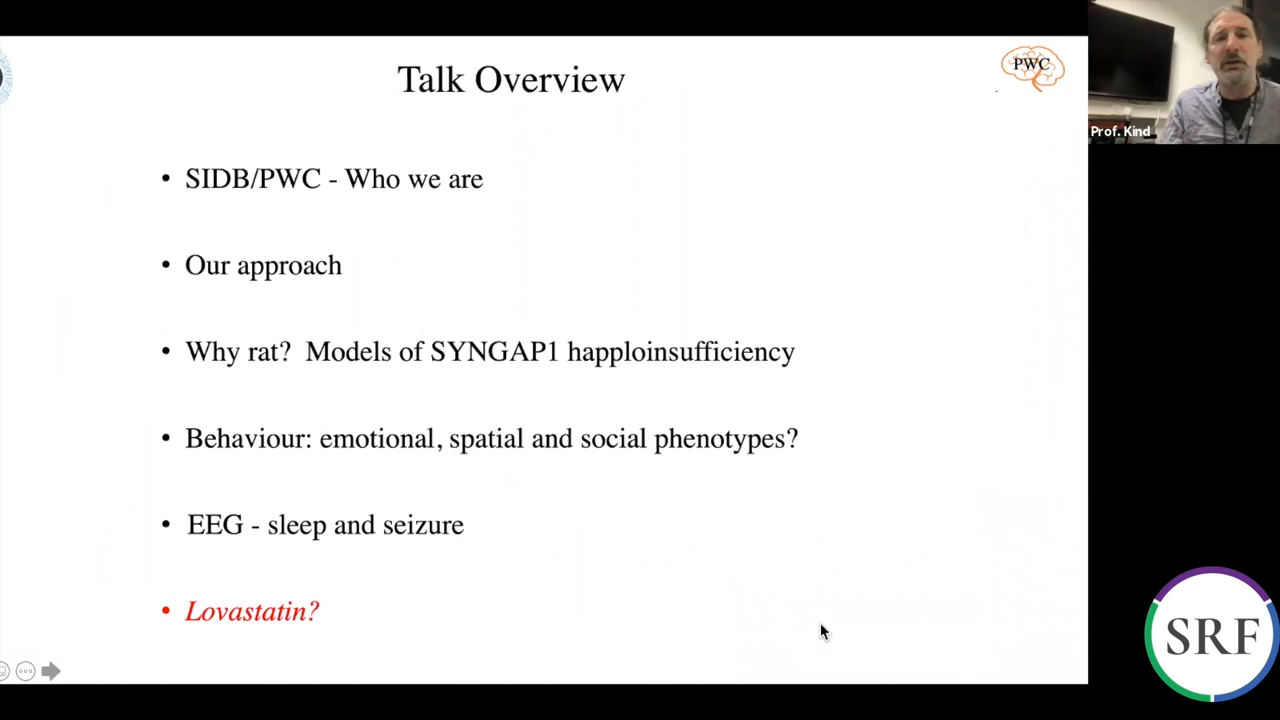 Talk Overview
PWC
Prof. Kind
• SIDB/PWC - Who we are
• Our approach
• Why rat?  Models of SYNGAP1 happloinsufficiency
• Behaviour: emotional, spatial and social phenotypes?
• EEG - sleep and seizure
• Lovastatin?
SRF